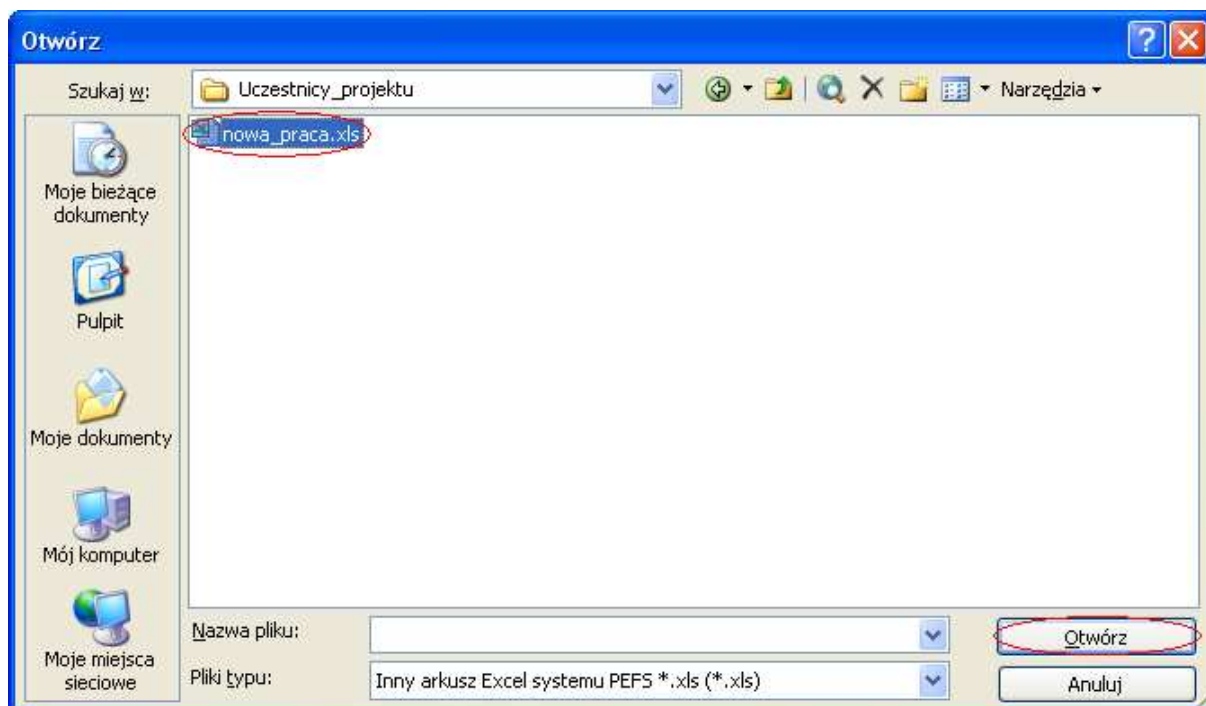 Otwórz
Szukaj w:
Uczestnicy_projektu
Narzędzia
nowa_praca.xls
Moje bieżące
dokumenty
Pulpit
Moje dokumenty
Mój komputer
Moje miejsca
sieciowe
Nazwa pliku:
Otwórz
Pliki typu:
Inny arkusz Excel systemu PEFS *.xls (*.xls)
Anuluj